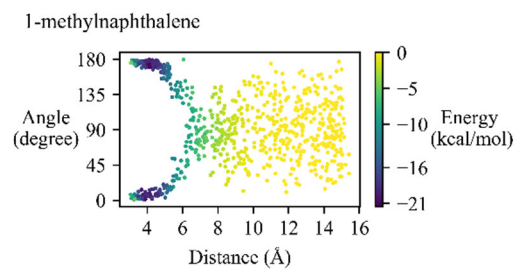 1-methylnaphthalene
180
135
90
45
0
Angle
(degree)
4 6 8 10 12 14 16
Distance (Å)
0
−5
−10
−16
−21
Energy
(kcal/mol)